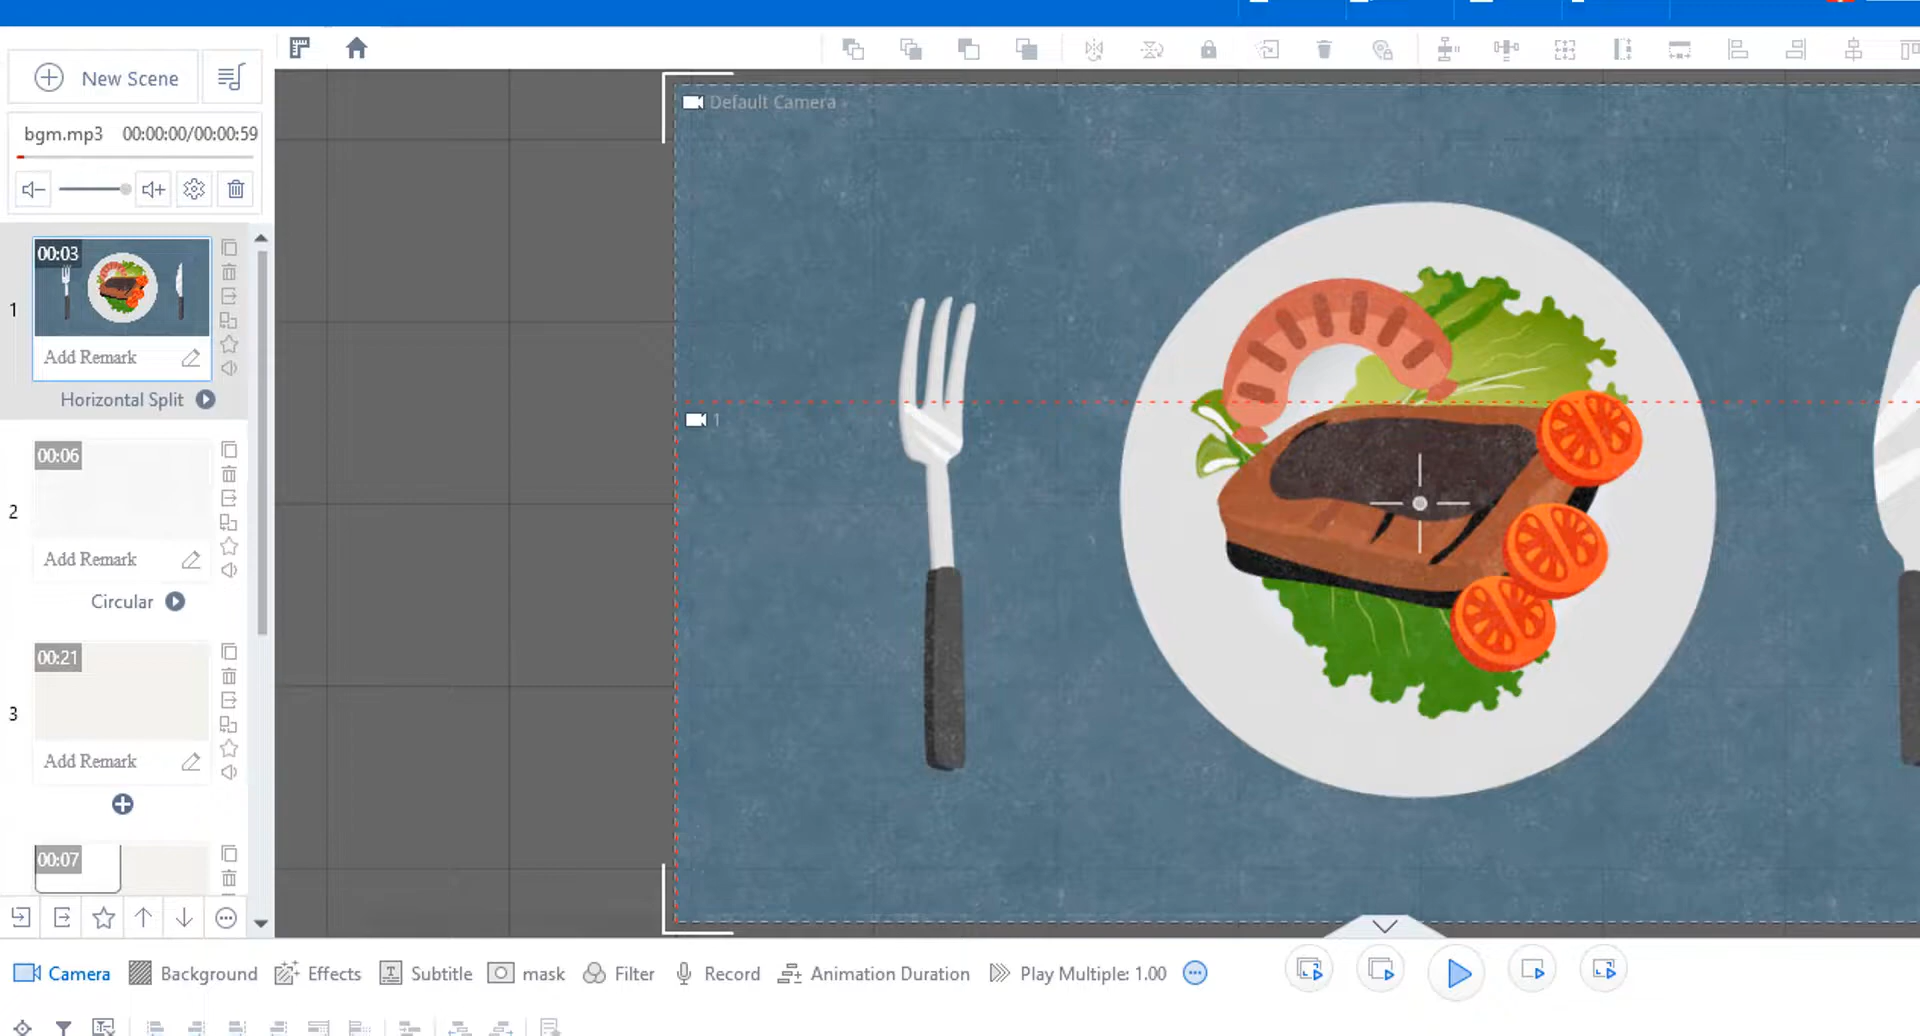 New Scene
bgm.mp3 00:00:00/00:00:59
Default Camera
00:03
1
Add Remark
Horizontal Split
1
00:06
2
Add Remark
Circular
00:21
3
Add Remark
00:07
Camera Background Effects Subtitle mask Filter Record Animation Duration Play Multiple: 1.00